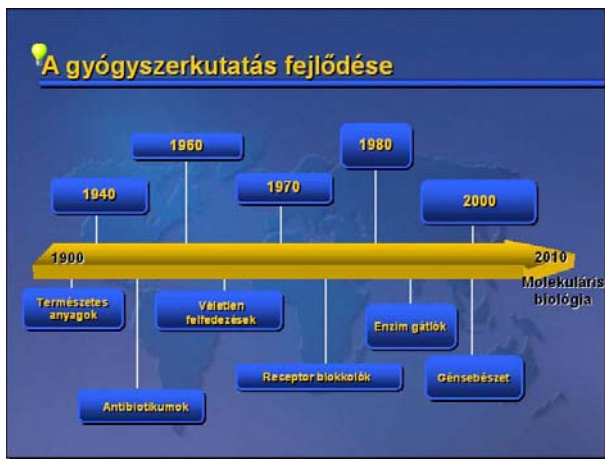 A gyógyszerkutatás fejlődése
1960
1980
1940
1970
2000
1900
2010
Molekuláris
biológia
Természetes
anyagok
Véletlen
felfedezések
Enzim gátlók
Receptor blokkolók
Génsebészet
Antibiotikumok